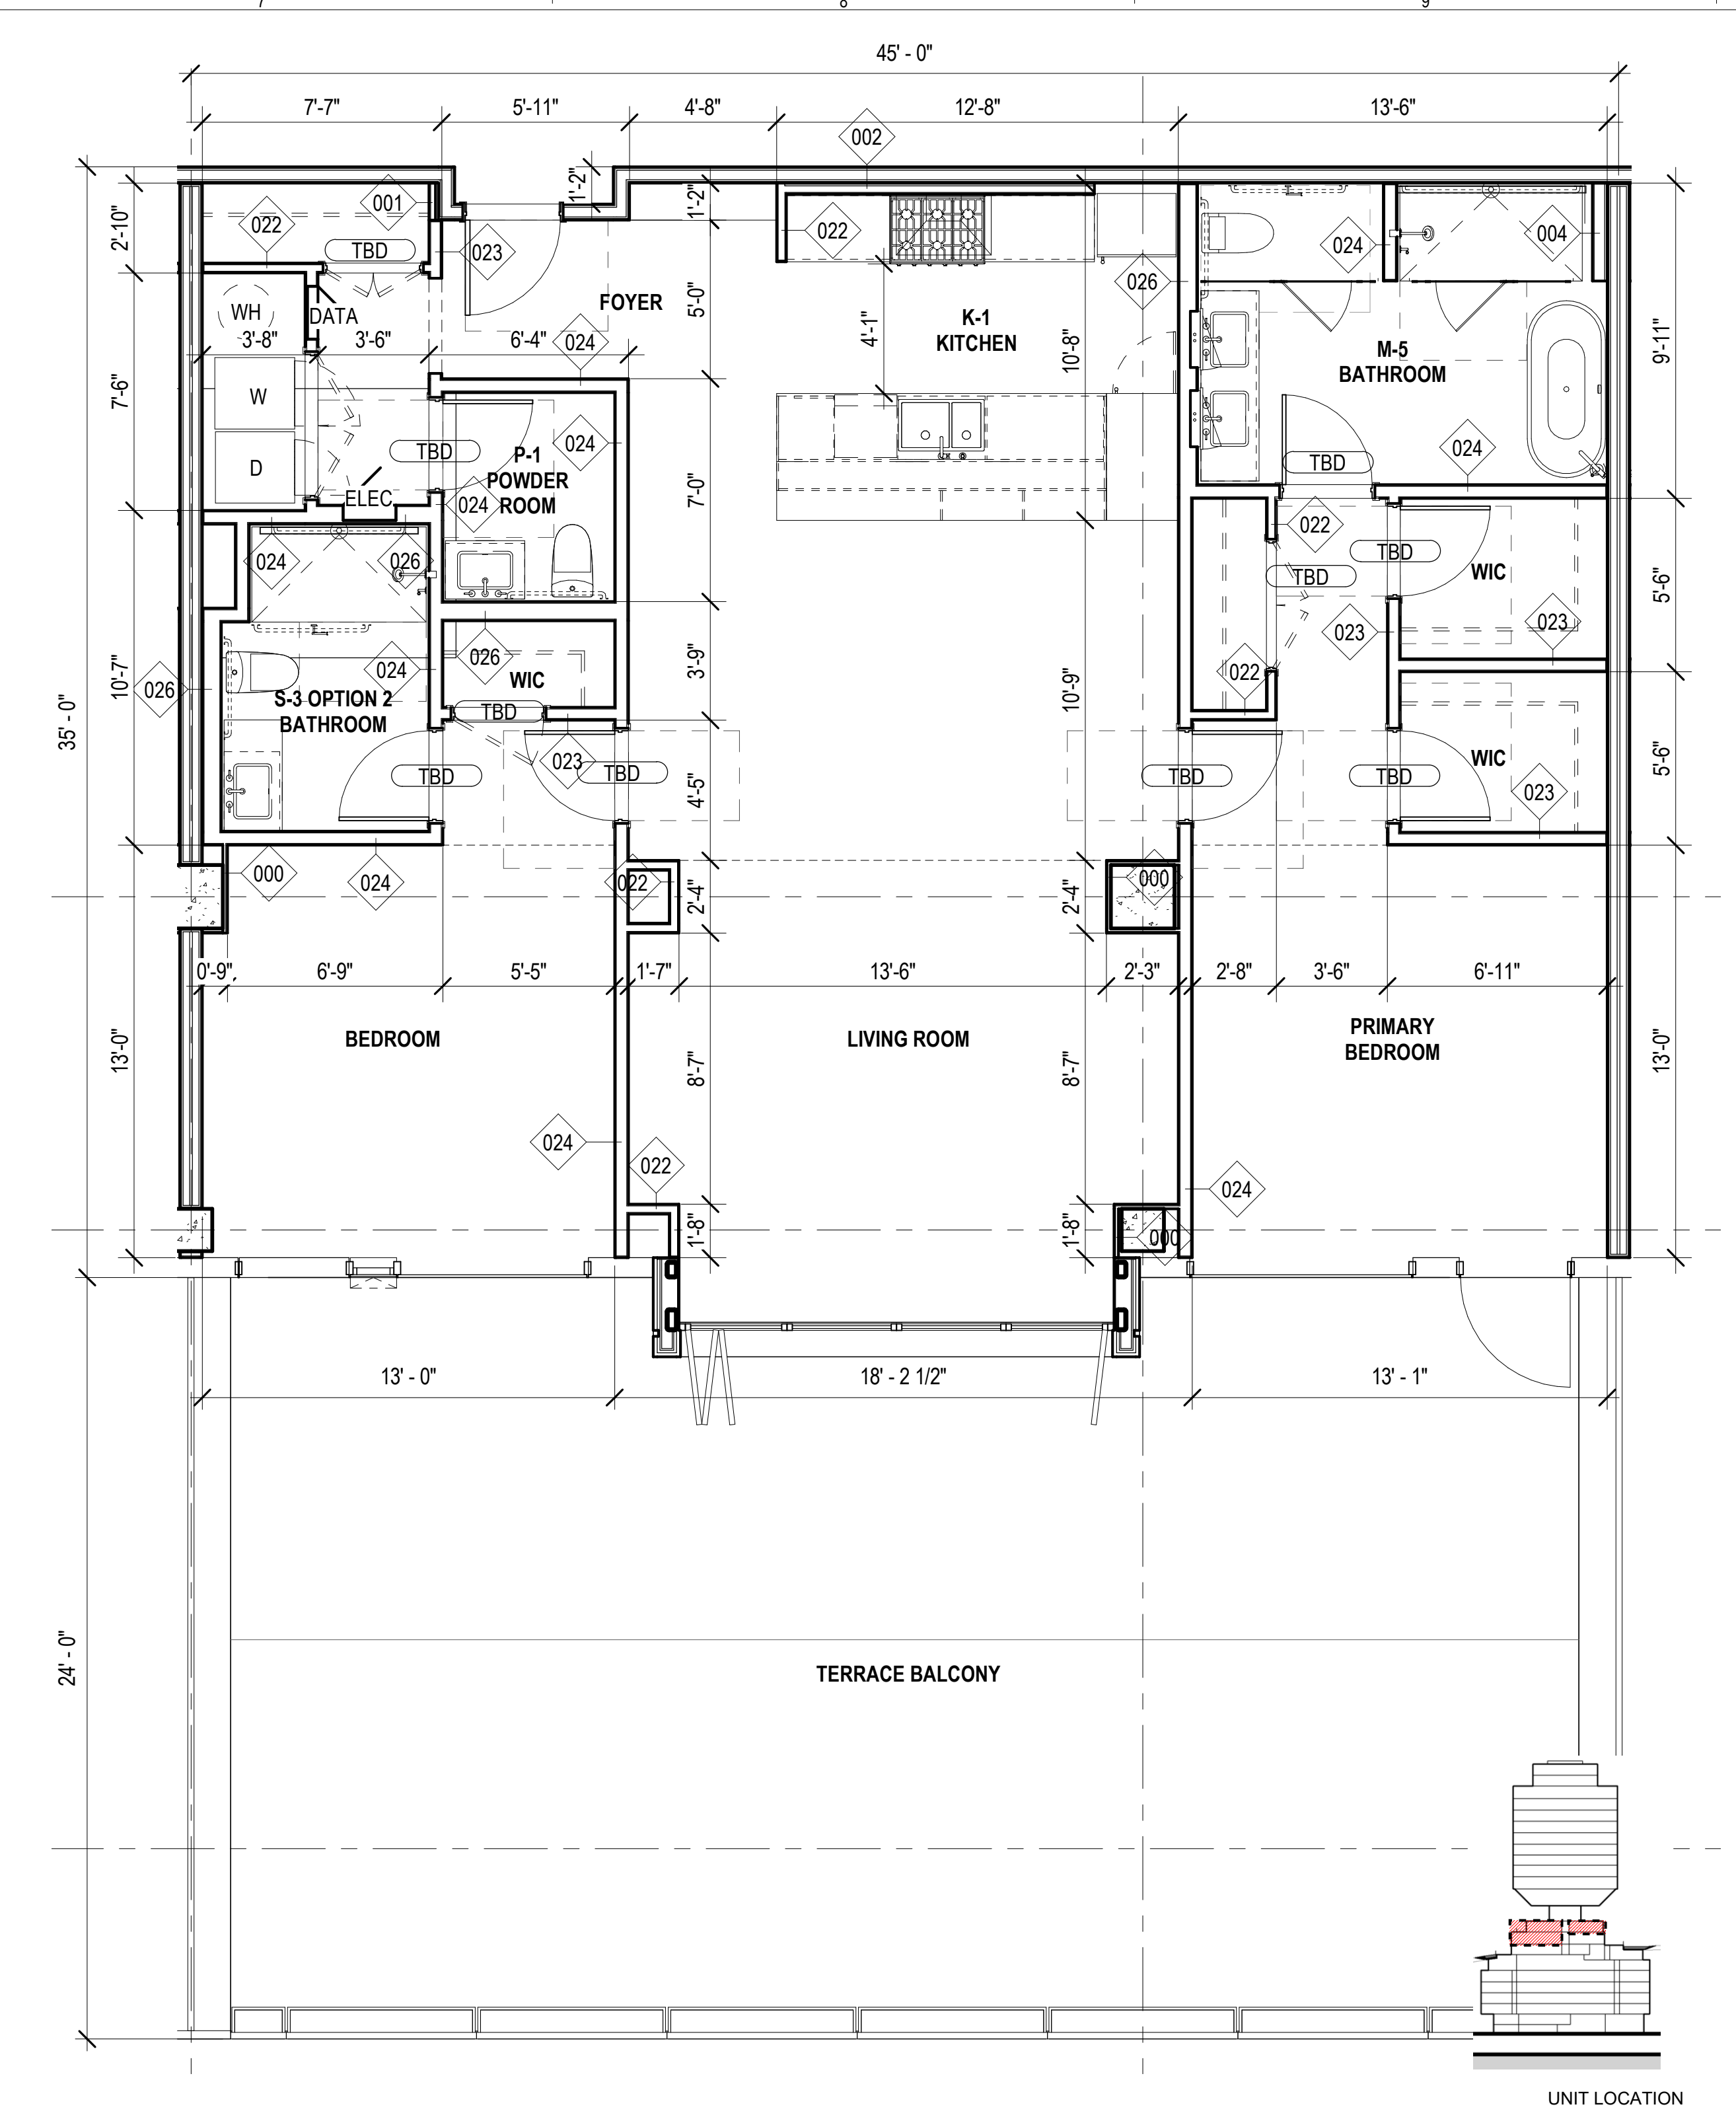 7 8 9
45' - 0"
7'-7" 5'-11" 4'-8" 12'-8" 13'-6"
002
1'-2"
1'-2"
2'-10"
001
022
TBD
023
022
024
004
026
FOYER
5'-0"
WH
DATA
3'-8" 3'-6" 6'-4"
024
4'-1"
K-1
KITCHEN
10'-8"
M-5
BATHROOM
9'-11"
7'-6"
W
D
TBD
024
P-1
POWDER
ROOM
024
ELEC
7'-0"
024
TBD
024
026
022
TBD
TBD
WIC
5'-6"
023
023
022
026
10'-7"
024
S-3 OPTION 2
BATHROOM
026
WIC
TBD
3'-9"
10'-9"
35' - 0"
WIC
5'-6"
023
TBD
023
TBD
4'-5"
TBD
TBD
000
024
022
2'-4"
2'-4"
000
0'-9" 6'-9" 5'-5" 1'-7" 13'-6" 2'-3" 2'-8" 3'-6" 6'-11"
13'-0"
BEDROOM
LIVING ROOM
PRIMARY
BEDROOM
8'-7"
8'-7"
13'-0"
024
022
024
1'-8"
1'-8"
000
13' - 0" 18' - 2 1/2" 13' - 1"
24' - 0"
TERRACE BALCONY
UNIT LOCATION